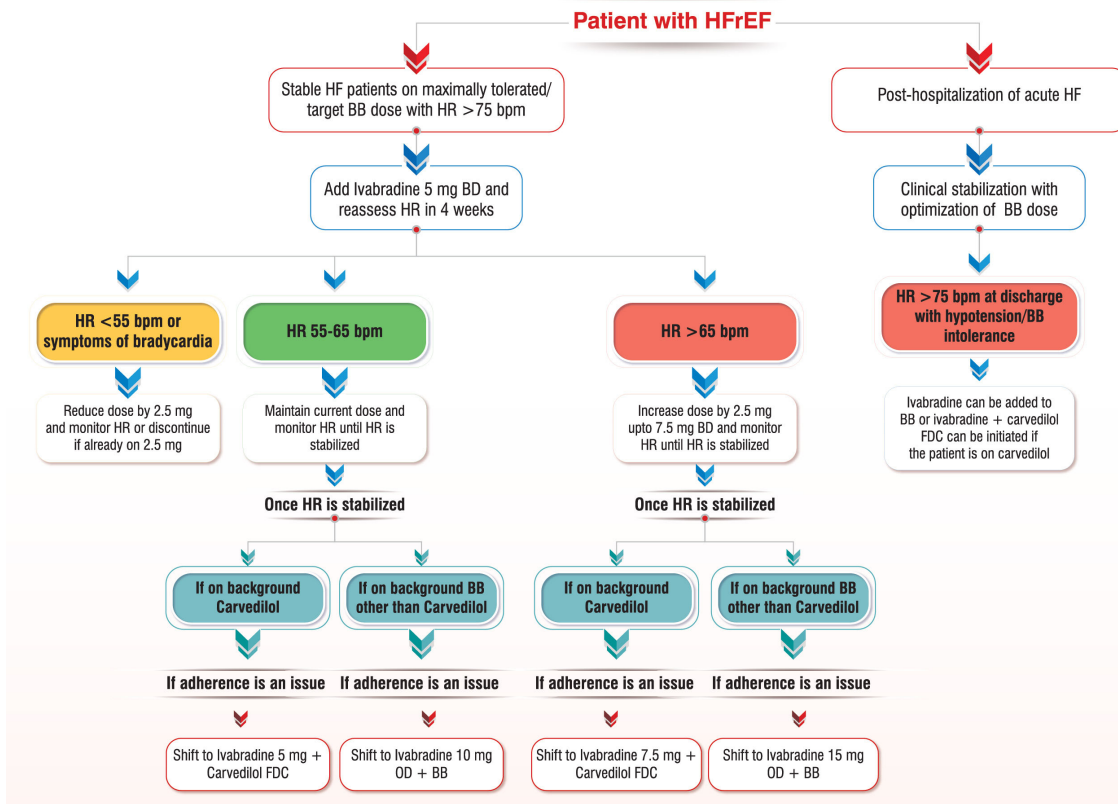 Patient with HFrEF
Stable HF patients on maximally tolerated/
target BB dose with HR >75 bpm
Post-hospitalization of acute HF
Add Ivabradine 5 mg BD and
reassess HR in 4 weeks
Clinical stabilization with
optimization of BB dose
HR <55 bpm or
symptoms of bradycardia
HR 55-65 bpm
HR >65 bpm
HR >75 bpm at discharge
with hypotension/BB
intolerance
Reduce dose by 2.5 mg
and monitor HR or discontinue
if already on 2.5 mg
Maintain current dose and
monitor HR until HR is
stabilized
Increase dose by 2.5 mg
upto 7.5 mg BD and monitor
HR until HR is stabilized
Ivabradine can be added to
BB or ivabradine + carvedilol
FDC can be initiated if
the patient is on carvedilol
Once HR is stabilized
Once HR is stabilized
If on background
Carvedilol
If on background BB
other than Carvedilol
If on background
Carvedilol
If on background BB
other than Carvedilol
If adherence is an issue
If adherence is an issue
If adherence is an issue
If adherence is an issue
Shift to Ivabradine 5 mg +
Carvedilol FDC
Shift to Ivabradine 10 mg
OD + BB
Shift to Ivabradine 7.5 mg +
Carvedilol FDC
Shift to Ivabradine 15 mg
OD + BB